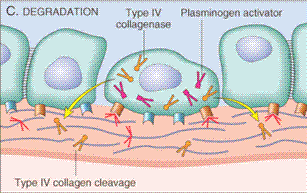 C. DEGRADATION
Type IV
collagenase
Plasminogen activator
Type IV collagen cleavage